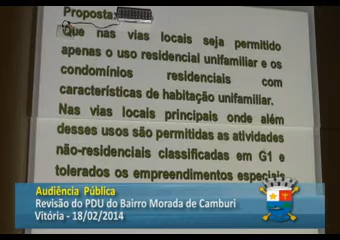 Proposta:
Que nas vias locais seja permitido
apenas o uso residencial unifamiliar e os
condomínios residenciais com
características de habitação unifamiliar.
Nas vias locais principais onde além
desses usos são permitidas as atividades
não-residenciais classificadas em G1 e
tolerados os empreendimentos especiais
Audiência Pública
Revisão do PDU do Bairro Morada de Camburi
Vitória - 18/02/2014